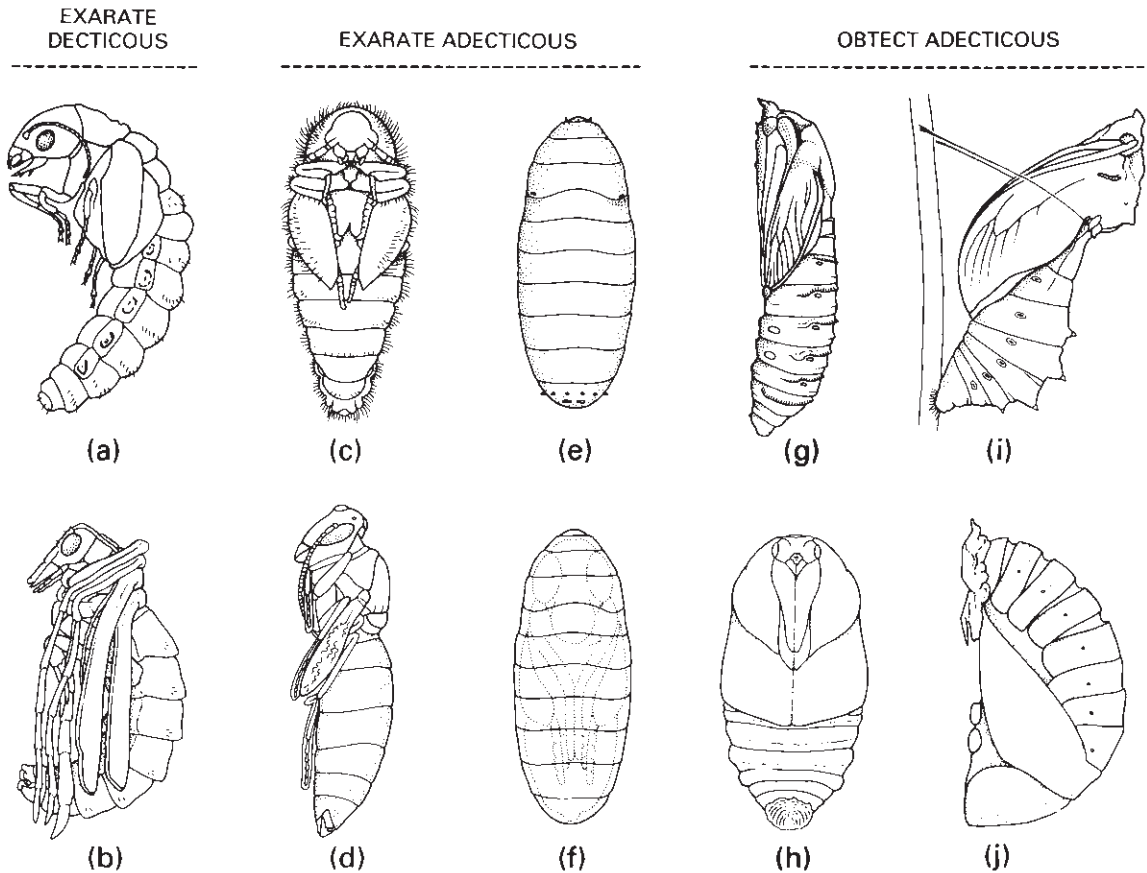 EXARATE
DECTICOUS
EXARATE ADECTICOUS
OBTECT ADECTICOUS
(a)
(c)
(e)
(g)
(i)
(b)
(d)
(f)
(h)
(j)